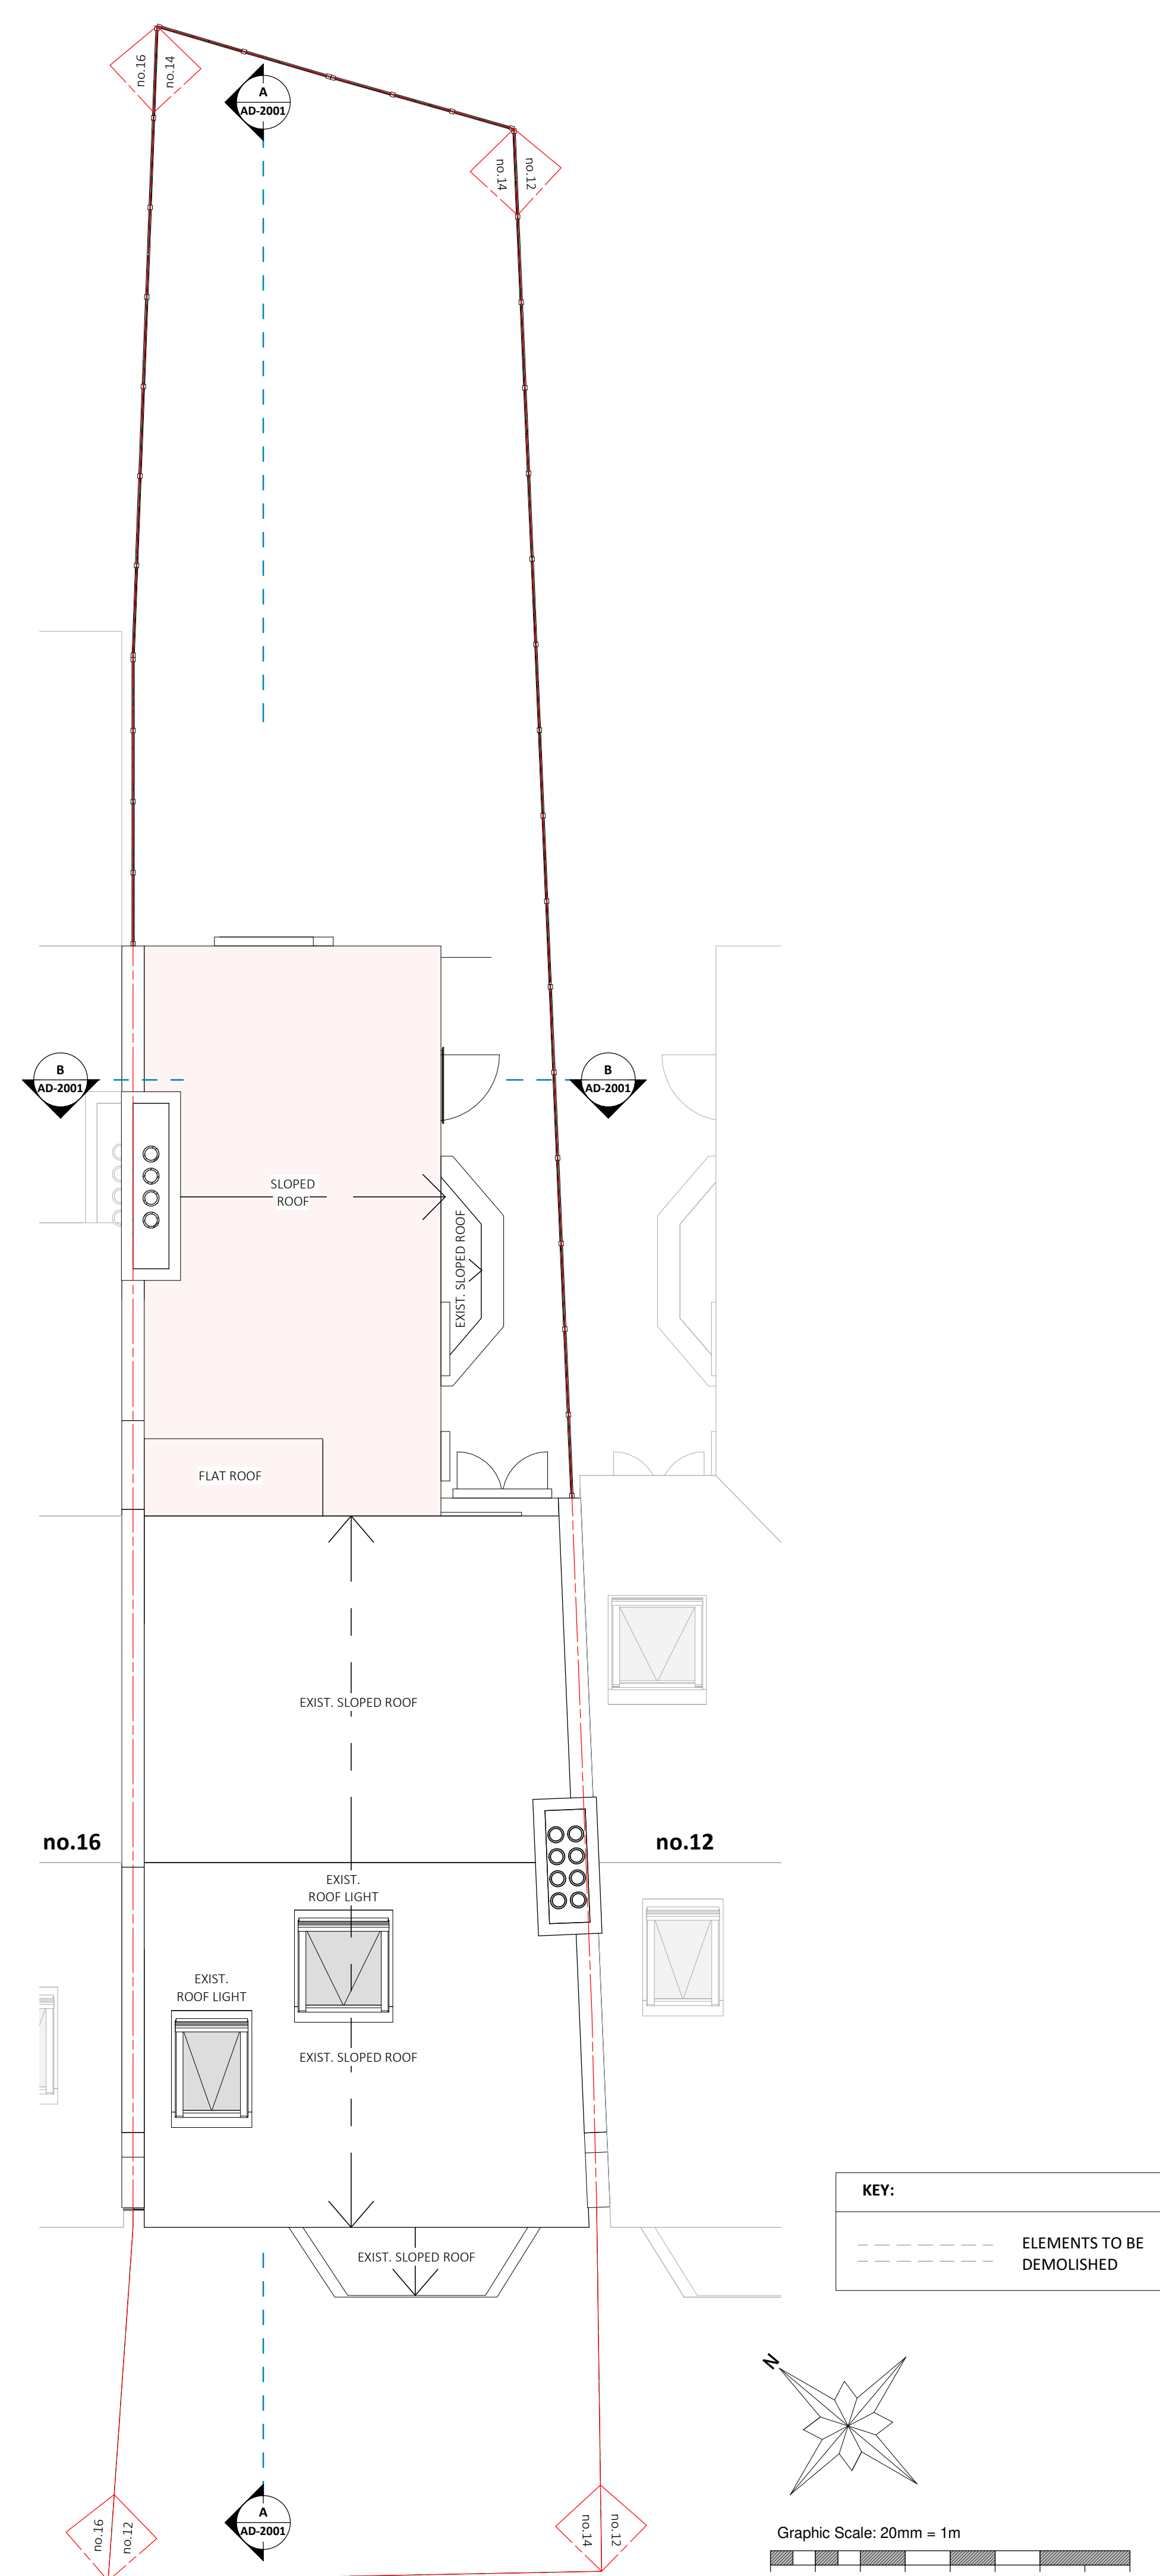 no.16
no.14
A
AD-2001
no.14
no.12
B
AD-2001
B
AD-2001
SLOPED
ROOF
EXIST. SLOPED ROOF
FLAT ROOF
EXIST. SLOPED ROOF
no.16
no.12
EXIST.
ROOF LIGHT
EXIST.
ROOF LIGHT
EXIST. SLOPED ROOF
KEY:
ELEMENTS TO BE
DEMOLISHED
EXIST. SLOPED ROOF
N
no.16
no.12
A
AD-2001
no.14
no.12
Graphic Scale: 20mm = 1m